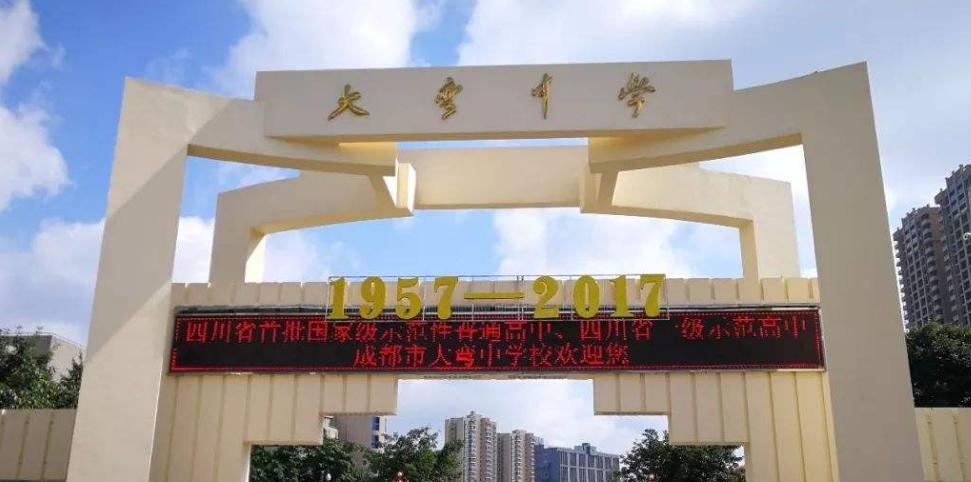 大弯中学
1957—2017
四川省首批国家级示范性普通高中、四川省一级示范高中
成都市大弯中学校欢迎您